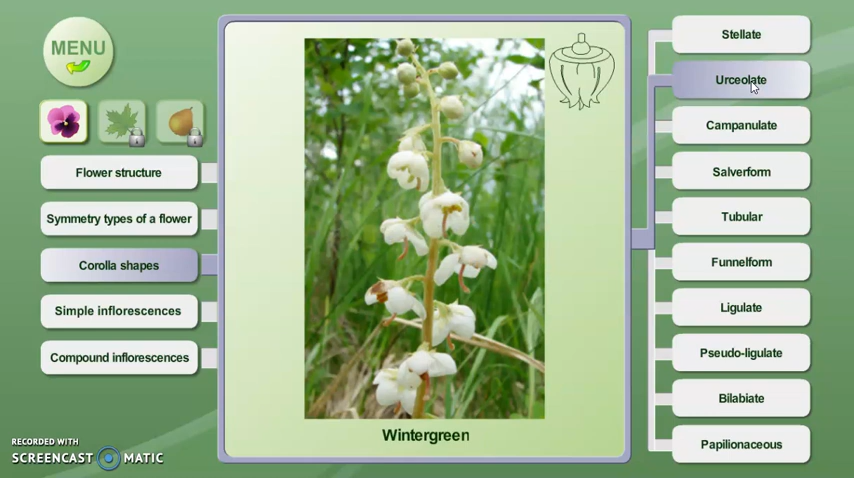 MENU
Flower structure
Symmetry types of a flower
Corolla shapes
Simple inflorescences
Compound inflorescences
RECORDED WITH
SCREENCAST MATIC
Wintergreen
Stellate
Urceolate
Campanulate
Salverform
Tubular
Funnelform
Ligulate
Pseudo-ligulate
Bilabiate
Papilionaceous